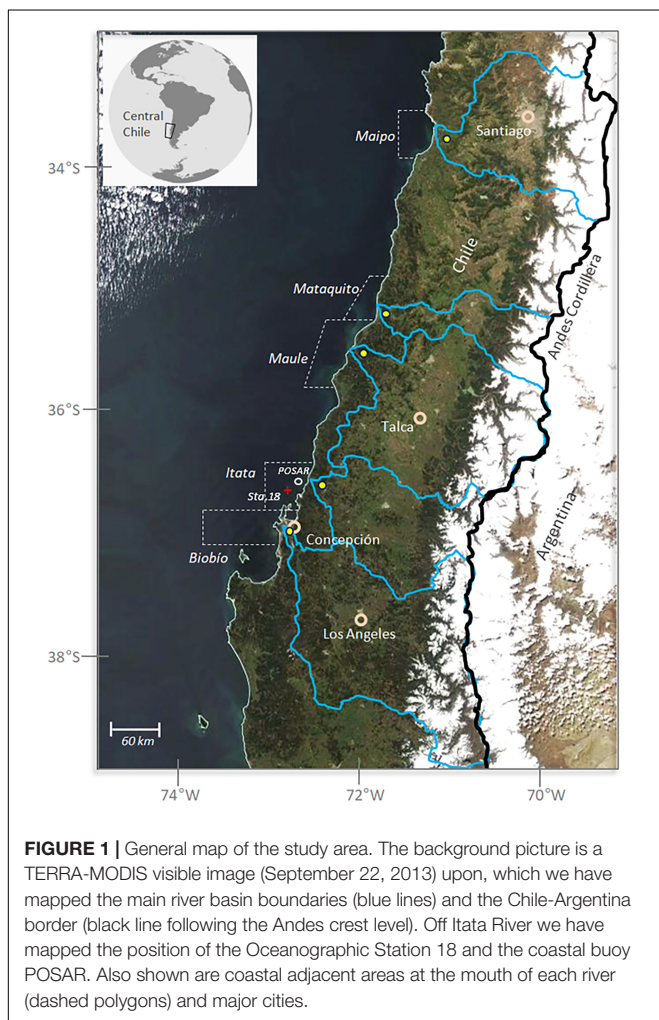 Central
Chile
Santiago
Maipo
34°S
Chile
Andes Cordillera
Mataquito
Maule
36°S
Talca
POSAR
Itata
Sta.18
Concepción
Argentina
Biobío
Los Angeles
38°S
60 km
74°W
72°W
70°W
FIGURE 1 | General map of the study area. The background picture is a
TERRA-MODIS visible image (September 22, 2013) upon, which we have
mapped the main river basin boundaries (blue lines) and the Chile-Argentina
border (black line following the Andes crest level). Off Itata River we have
mapped the position of the Oceanographic Station 18 and the coastal buoy
POSAR. Also shown are coastal adjacent areas at the mouth of each river
(dashed polygons) and major cities.